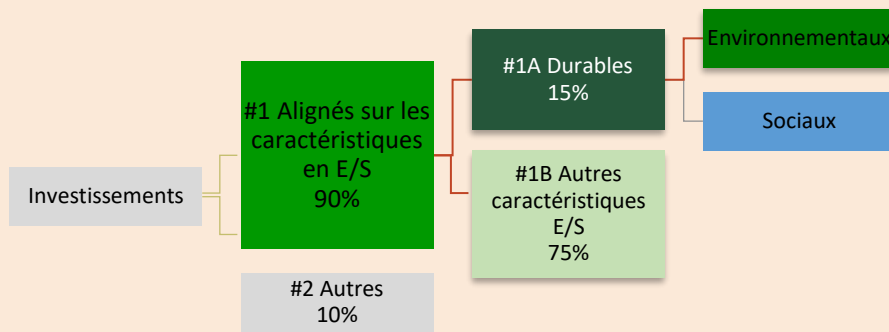 Investissements
#1 Alignés sur les
caractéristiques
en E/S
90%
#2 Autres
10%
#1A Durables
15%
#1B Autres
caractéristiques
E/S
75%
Environnementaux
Sociaux